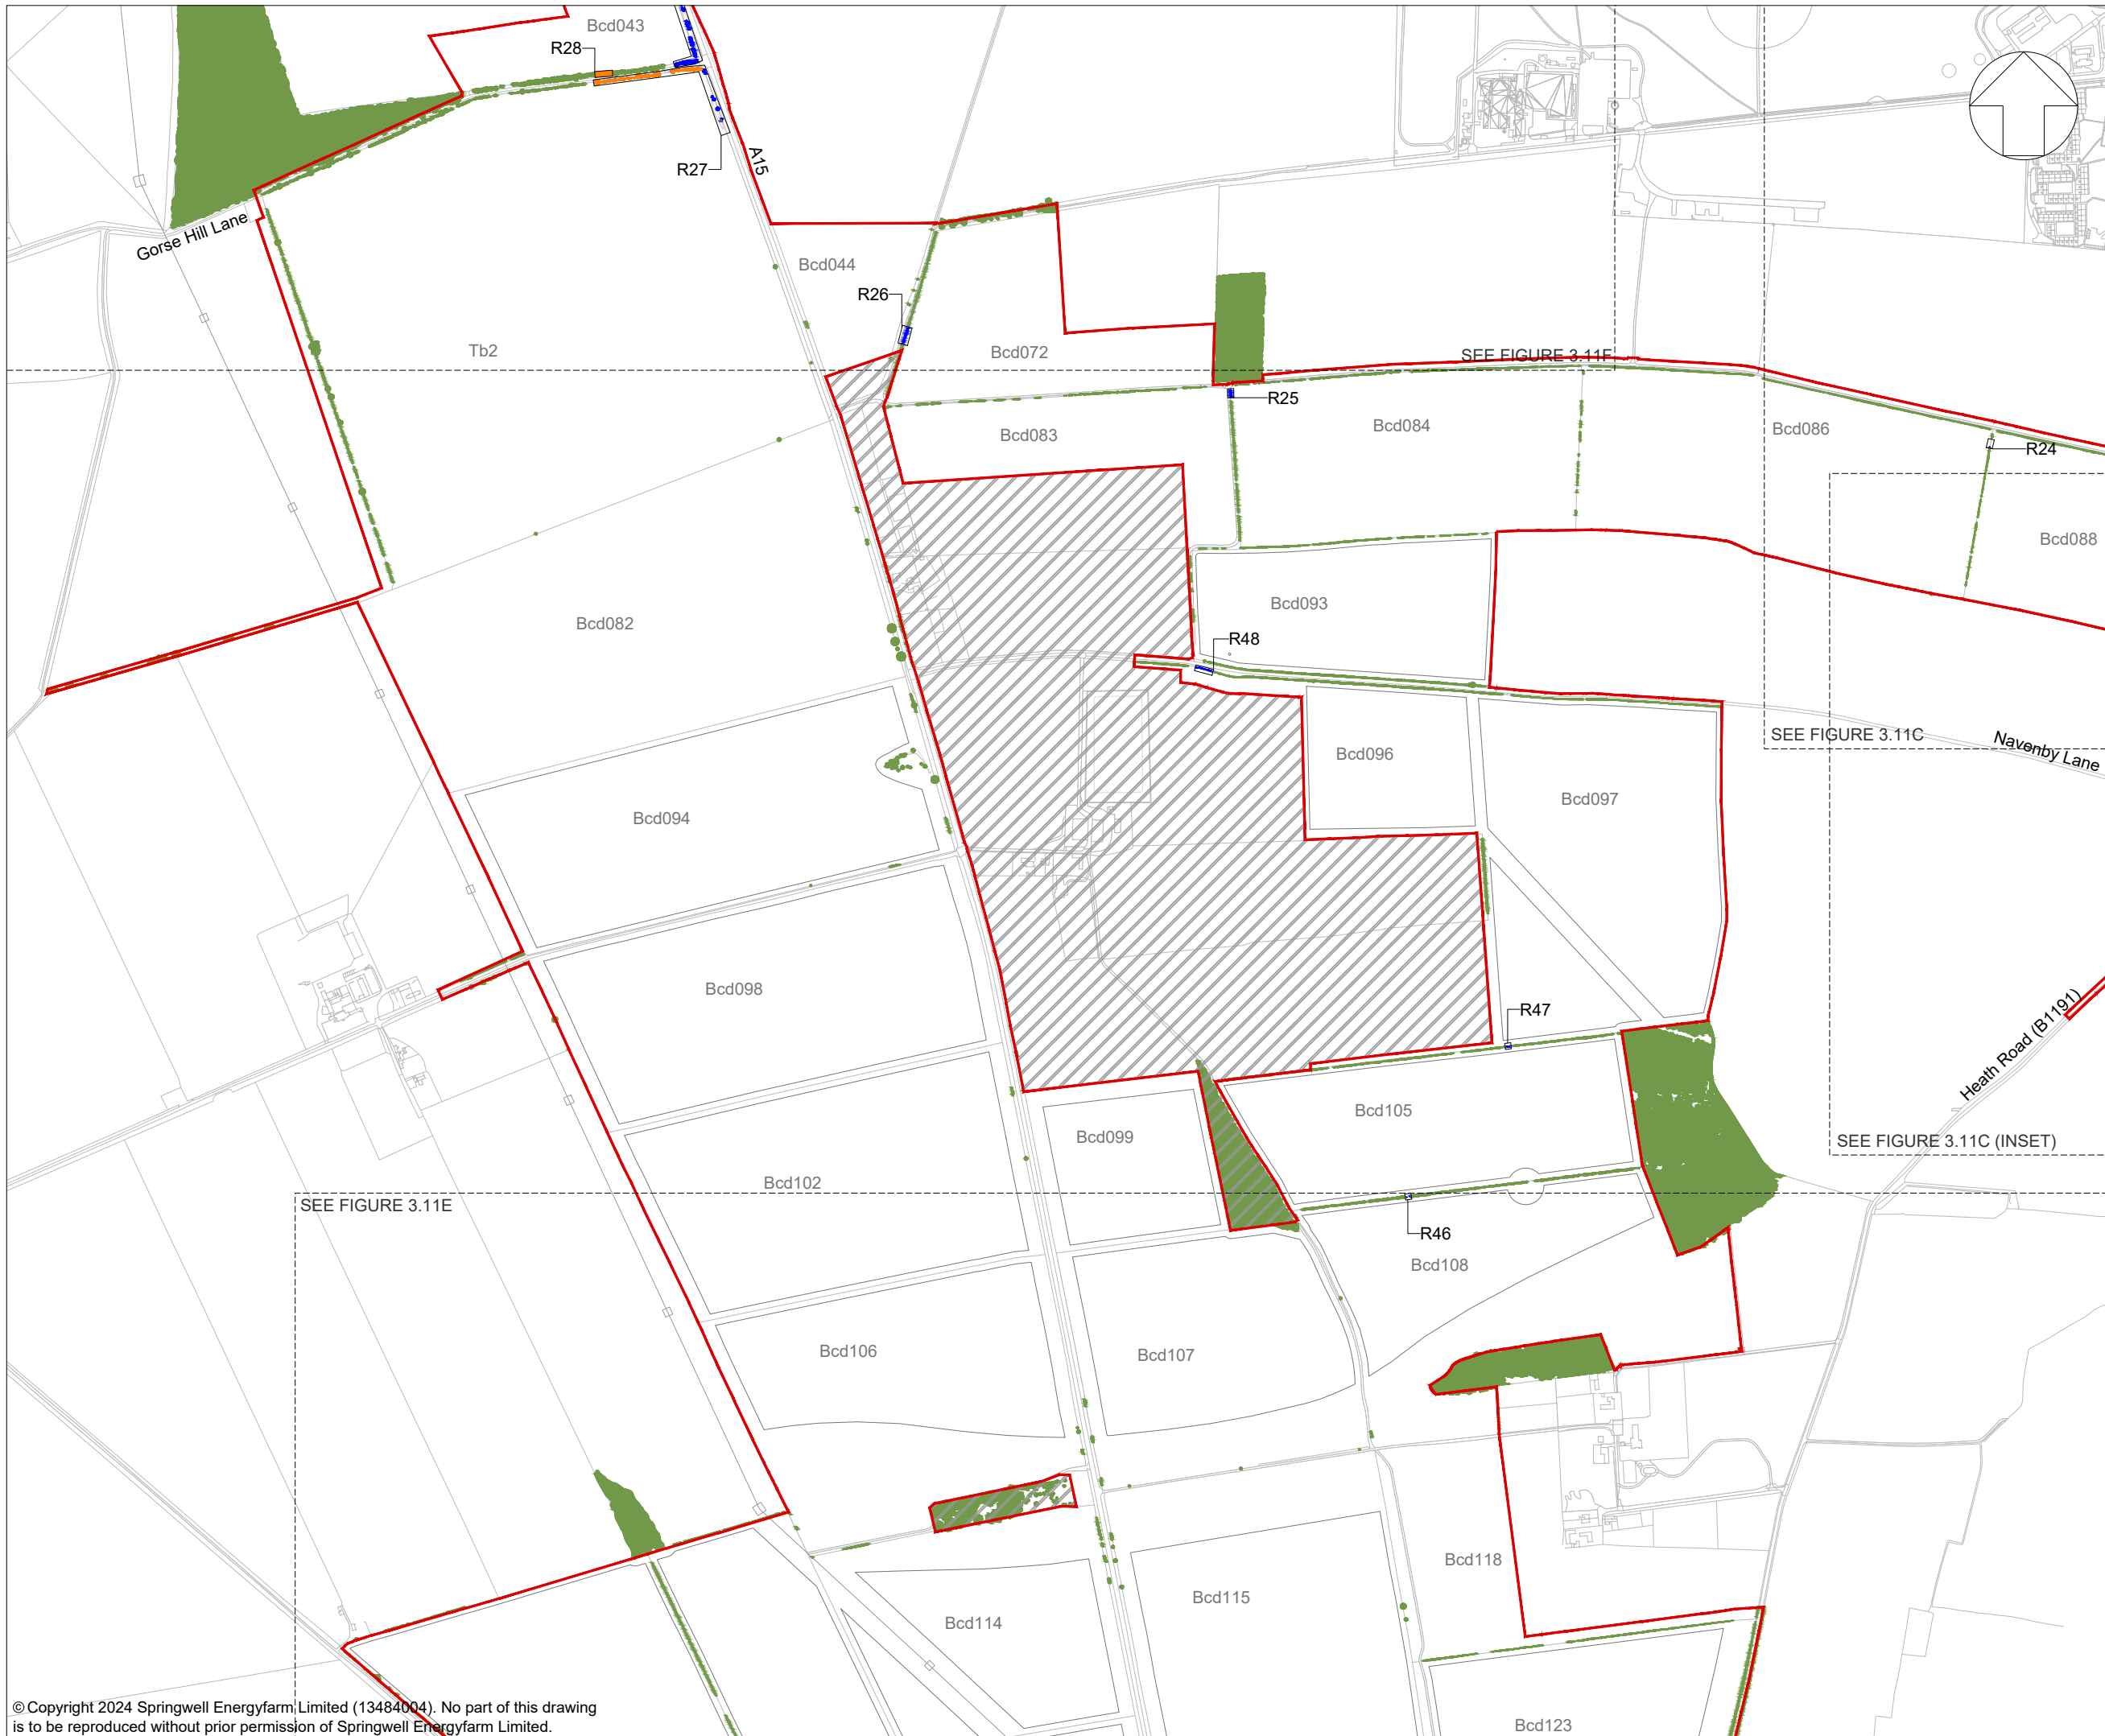 Bcd043
R28
R27
A15
Gorse Hill Lane
Bcd044
R26
Tb2
Bcd072
SEE FIGURE 3.11F
R25
Bcd083
Bcd084
Bcd086
R24
Bcd088
Bcd082
Bcd093
R48
Bcd096
SEE FIGURE 3.11C
Navenby Lane
Bcd094
Bcd097
Bcd098
R47
Heath Road (B1191)
Bcd105
Bcd099
SEE FIGURE 3.11C (INSET)
Bcd102
SEE FIGURE 3.11E
R46
Bcd108
Bcd106
Bcd107
Bcd118
Bcd115
Bcd114
© Copyright 2024 Springwell Energyfarm Limited (13484004). No part of this drawing
is to be reproduced without prior permission of Springwell Energyfarm Limited.
Bcd123